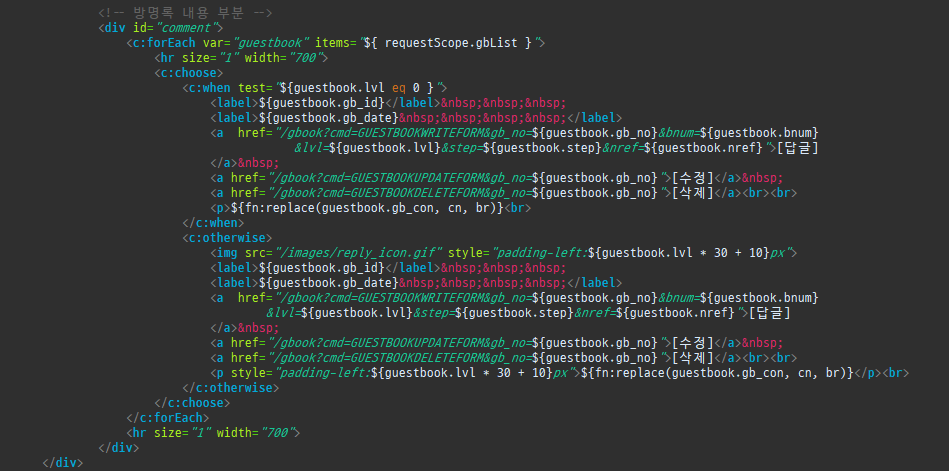 <!-- 방명록 내용 부분 -->
<div id="comment">
<c:forEach var="guestbook" items="${ requestScope.gbList }">
<hr size="1" width="700">
<c:choose>
<c:when test="${guestbook.lvl eq 0 }">
<label>${guestbook.gb_id}</label>&nbsp;&nbsp;&nbsp;
<label>${guestbook.gb_date}&nbsp;&nbsp;&nbsp;&nbsp;</label>
<a  href="/gbook?cmd=GUESTBOOKWRITEFORM&gb_no=${guestbook.gb_no}&bnum=${guestbook.bnum}
&lvl=${guestbook.lvl}&step=${guestbook.step}&nref=${guestbook.nref}">[답글]
</a>&nbsp;
<a href="/gbook?cmd=GUESTBOOKUPDATEFORM&gb_no=${guestbook.gb_no}">[수정]</a>&nbsp;
<a href="/gbook?cmd=GUESTBOOKDELETEFORM&gb_no=${guestbook.gb_no}">[삭제]</a><br><br>
<p>${fn:replace(guestbook.gb_con, cn, br)}<br>
</c:when>
<c:otherwise>
<img src="/images/reply_icon.gif" style="padding-left:${guestbook.lvl * 30 + 10}px">
<label>${guestbook.gb_id}</label>&nbsp;&nbsp;&nbsp;
<label>${guestbook.gb_date}&nbsp;&nbsp;&nbsp;&nbsp;</label>
<a  href="/gbook?cmd=GUESTBOOKWRITEFORM&gb_no=${guestbook.gb_no}&bnum=${guestbook.bnum}
&lvl=${guestbook.lvl}&step=${guestbook.step}&nref=${guestbook.nref}">[답글]
</a>&nbsp;
<a href="/gbook?cmd=GUESTBOOKUPDATEFORM&gb_no=${guestbook.gb_no}">[수정]</a>&nbsp;
<a href="/gbook?cmd=GUESTBOOKDELETEFORM&gb_no=${guestbook.gb_no}">[삭제]</a><br><br>
<p style="padding-left:${guestbook.lvl * 30 + 10}px">${fn:replace(guestbook.gb_con, cn, br)}</p><br>
</c:otherwise>
</c:choose>
</c:forEach>
<hr size="1" width="700">
</div>
</div>